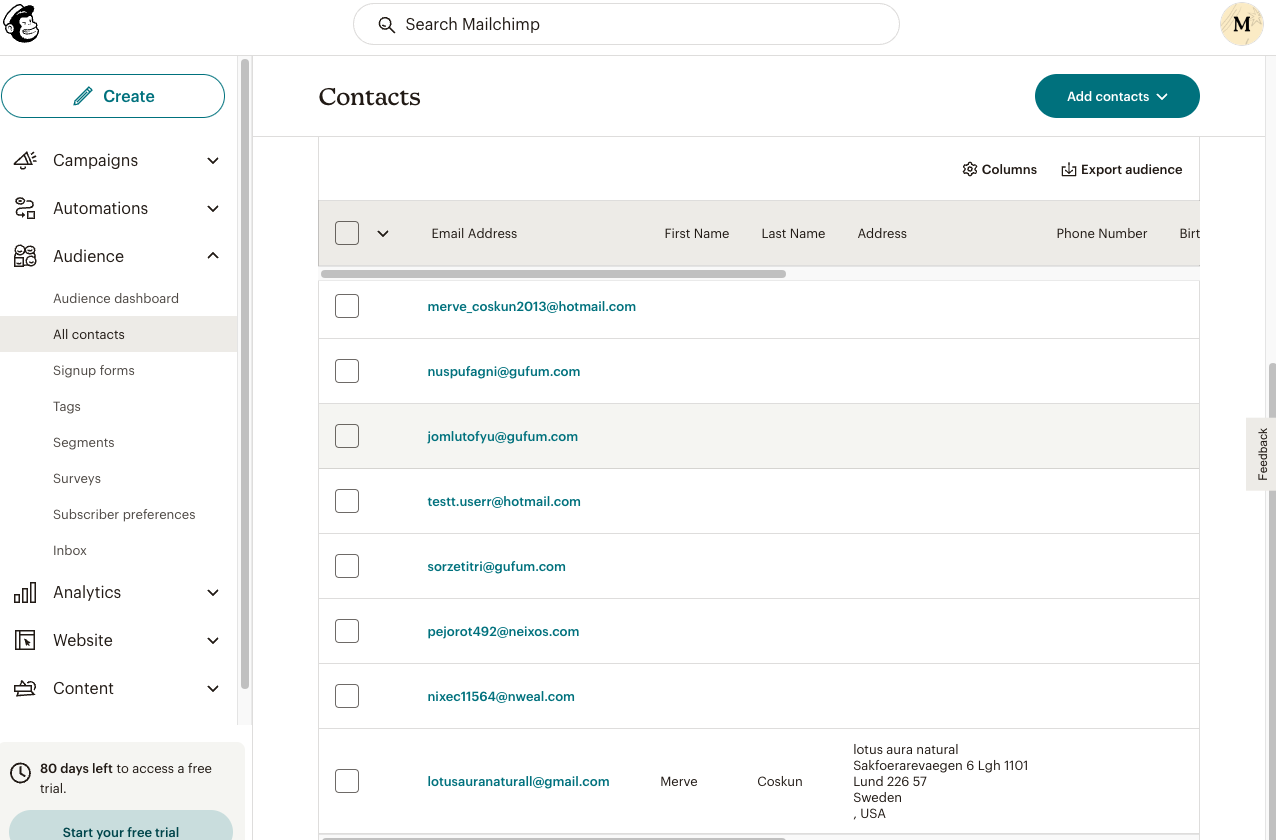 Search Mailchimp
M
Create
Campaigns
Automations
Audience
Audience dashboard
All contacts
Signup forms
Tags
Segments
Surveys
Subscriber preferences
Inbox
Analytics
Website
Content
80 days left to access a free
trial.
Start your free trial
Contacts
Add contacts
Columns
Export audience
Email Address First Name Last Name Address Phone Number Birt
merve_coskun2013@hotmail.com
nuspufagni@gufum.com
jomlutofyu@gufum.com
testt.userr@hotmail.com
sorzetitri@gufum.com
pejorot492@neixos.com
nixec11564@nweal.com
lotusauranaturall@gmail.com Merve Coskun
lotus aura natural
Sakfoerarevaegen 6 Lgh 1101
Lund 226 57
Sweden
, USA
Feedback